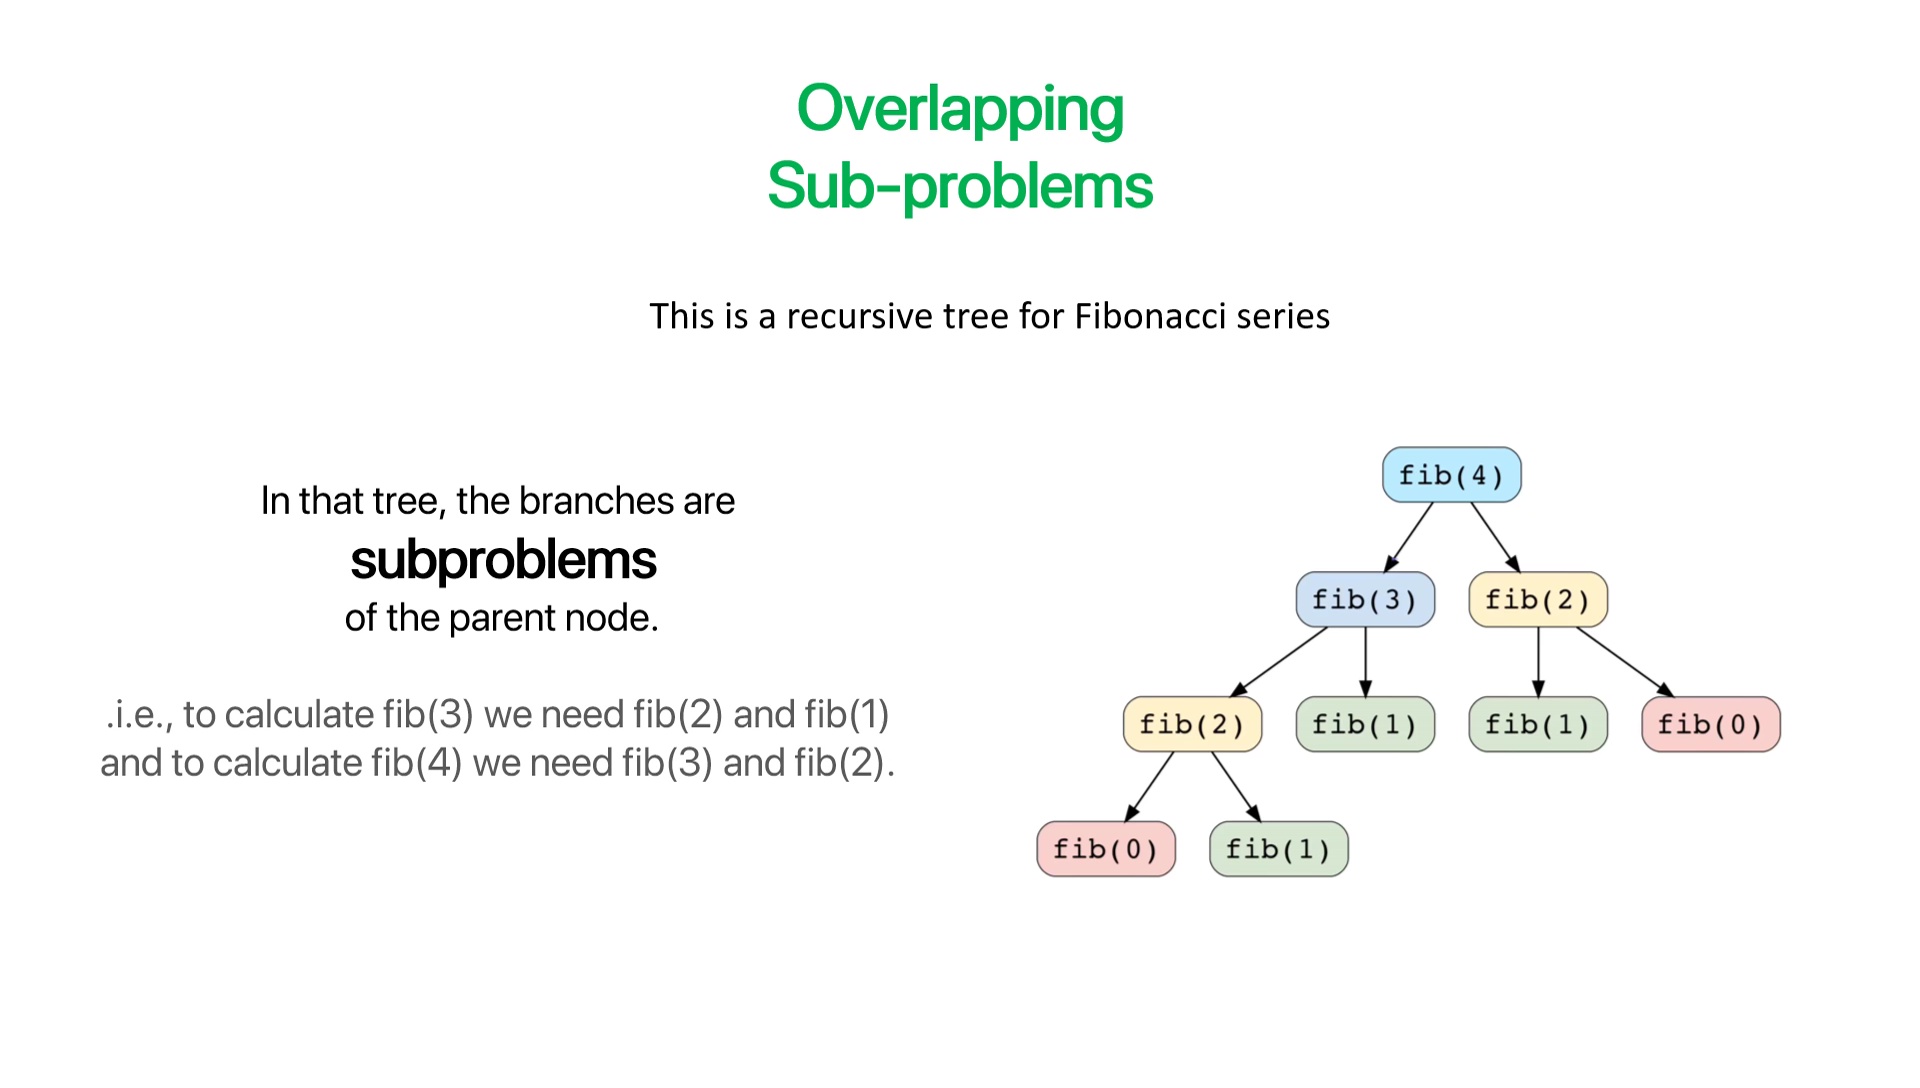 Overlapping
Sub-problems
This is a recursive tree for Fibonacci series
In that tree, the branches are
subproblems
of the parent node.
.i.e., to calculate fib(3) we need fib(2) and fib(1)
and to calculate fib(4) we need fib(3) and fib(2).
fib(4)
fib(3) fib(2)
fib(2) fib(1) fib(1) fib(0)
fib(0) fib(1)